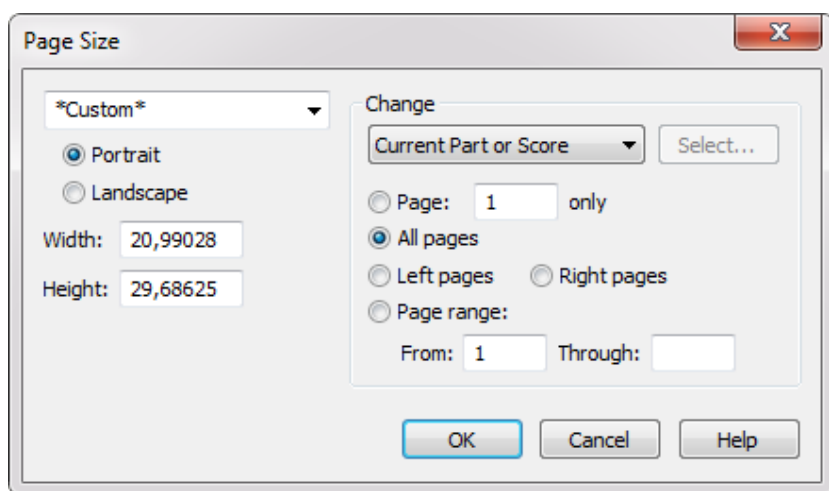 Page Size
*Custom*
Portrait
Landscape
Width: 20,99028
Height: 29,68625
Change
Current Part or Score
Select...
Page: 1 only
All pages
Left pages Right pages
Page range:
From: 1 Through:
OK Cancel Help